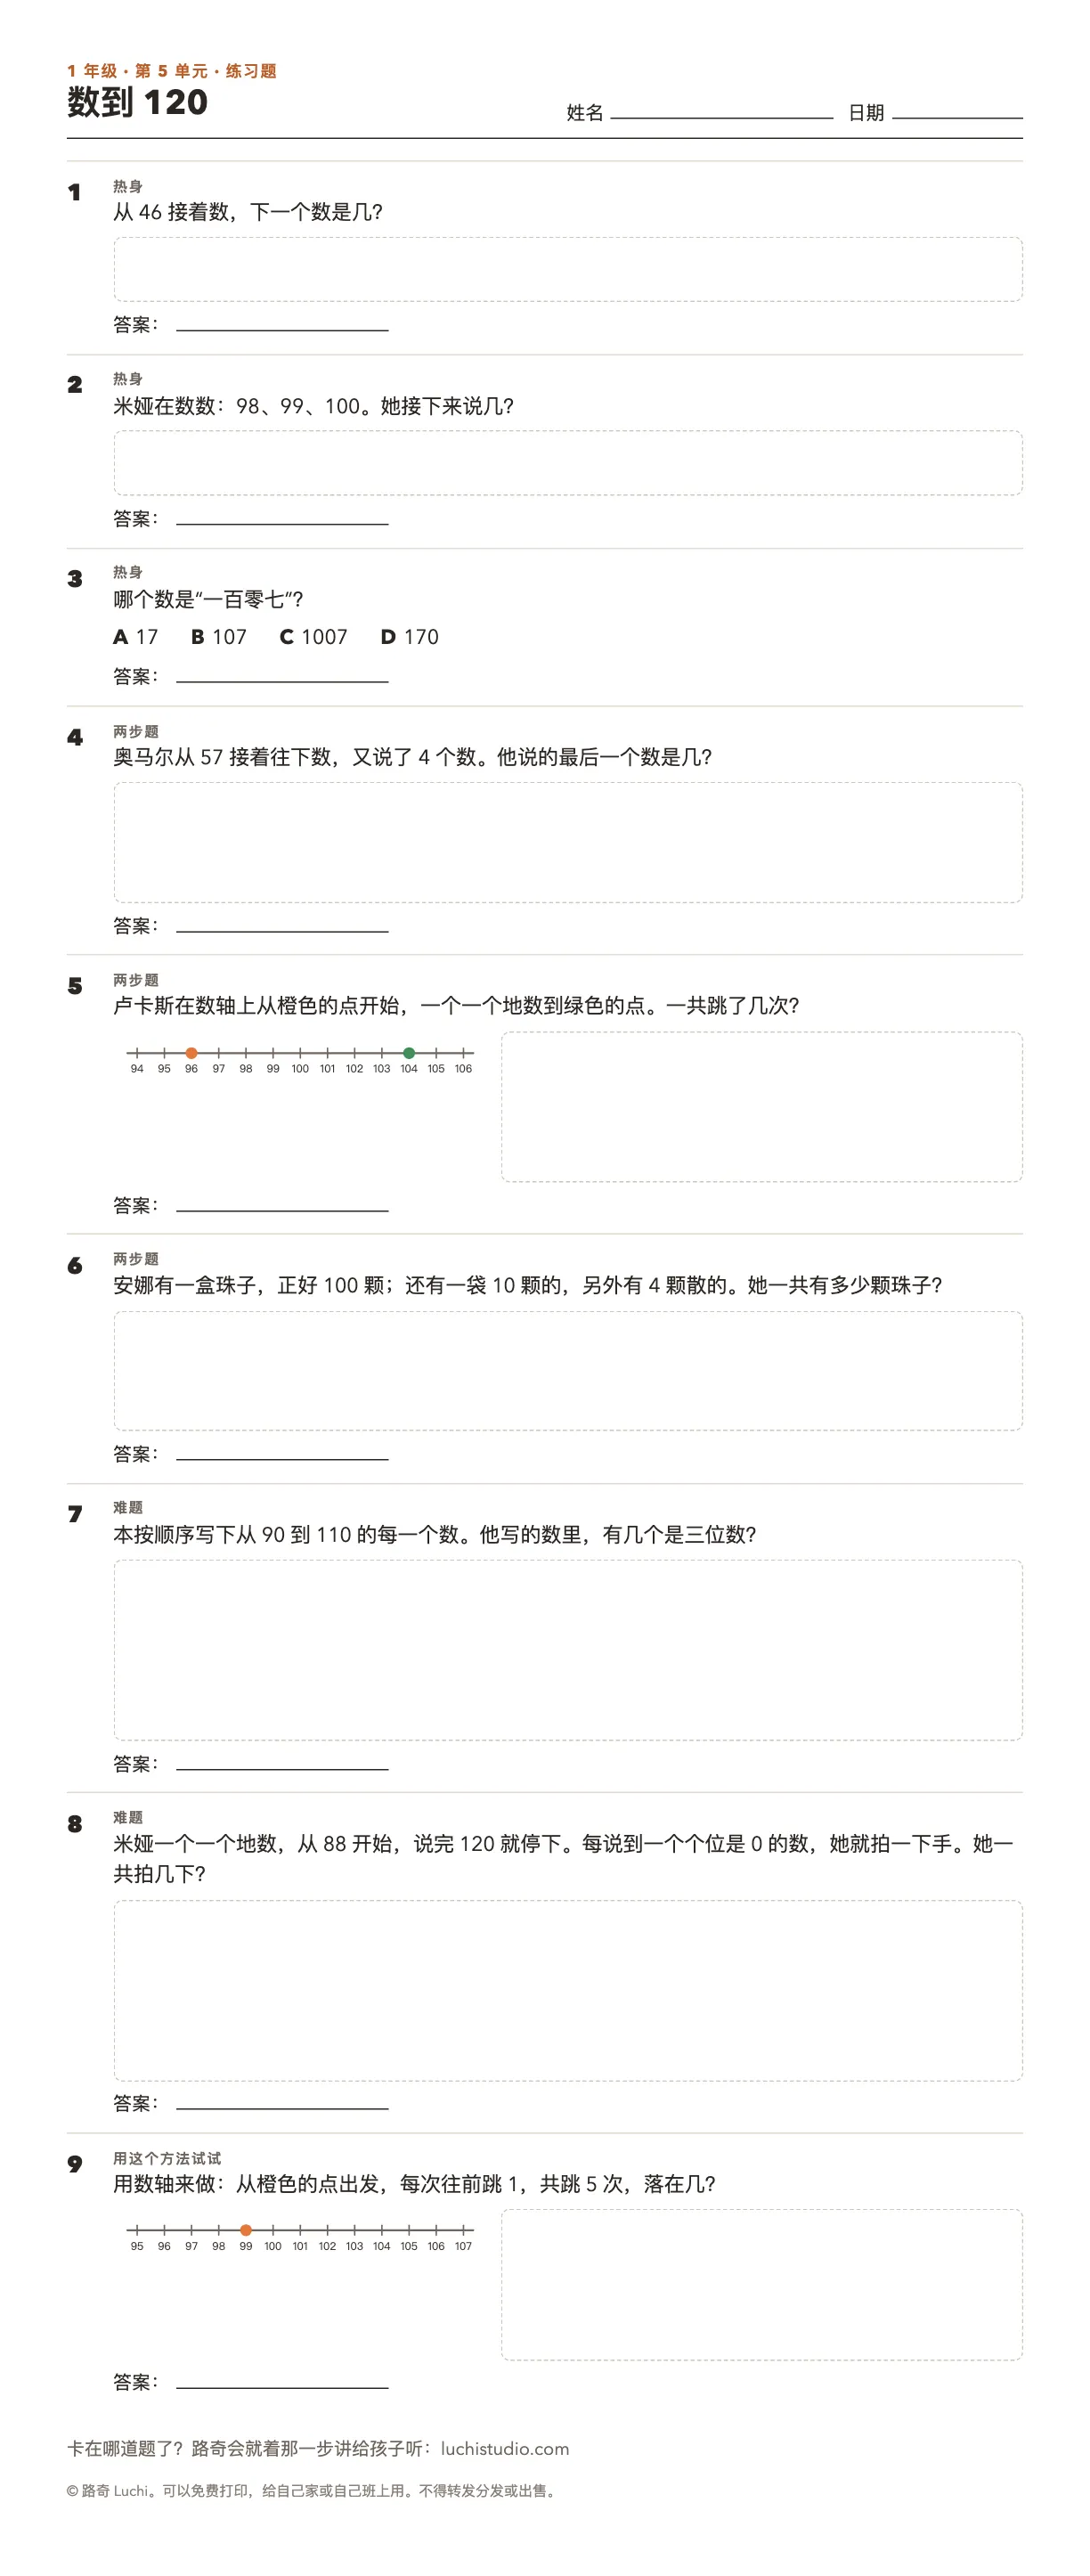 1 年级 · 第 5 单元 · 练习题
数到 120
姓名 日期
1
热身
从 46 接着数，下一个数是几？
答案：
2
热身
米娅在数数：98、99、100。她接下来说几？
答案：
3
热身
哪个数是“一百零七”？
A 17 B 107 C 1007 D 170
答案：
4
两步题
奥马尔从 57 接着往下数，又说了 4 个数。他说的最后一个数是几？
答案：
5
两步题
卢卡斯在数轴上从橙色的点开始，一个一个地数到绿色的点。一共跳了几次？
94 95 96 97 98 99 100 101 102 103 104 105 106
答案：
6
两步题
安娜有一盒珠子，正好 100 颗；还有一袋 10 颗的，另外有 4 颗散的。她一共有多少颗珠子？
答案：
7
难题
本按顺序写下从 90 到 110 的每一个数。他写的数里，有几个是三位数？
答案：
8
难题
米娅一个一个地数，从 88 开始，说完 120 就停下。每说到一个个位是 0 的数，她就拍一下手。她一
共拍几下？
答案：
9
用这个方法试试
用数轴来做：从橙色的点出发，每次往前跳 1，共跳 5 次，落在几？
95 96 97 98 99 100 101 102 103 104 105 106 107
答案：
卡在哪道题了？路奇会就着那一步讲给孩子听：luchistudio.com
© 路奇 Luchi。可以免费打印，给自己家或自己班上用。不得转发分发或出售。